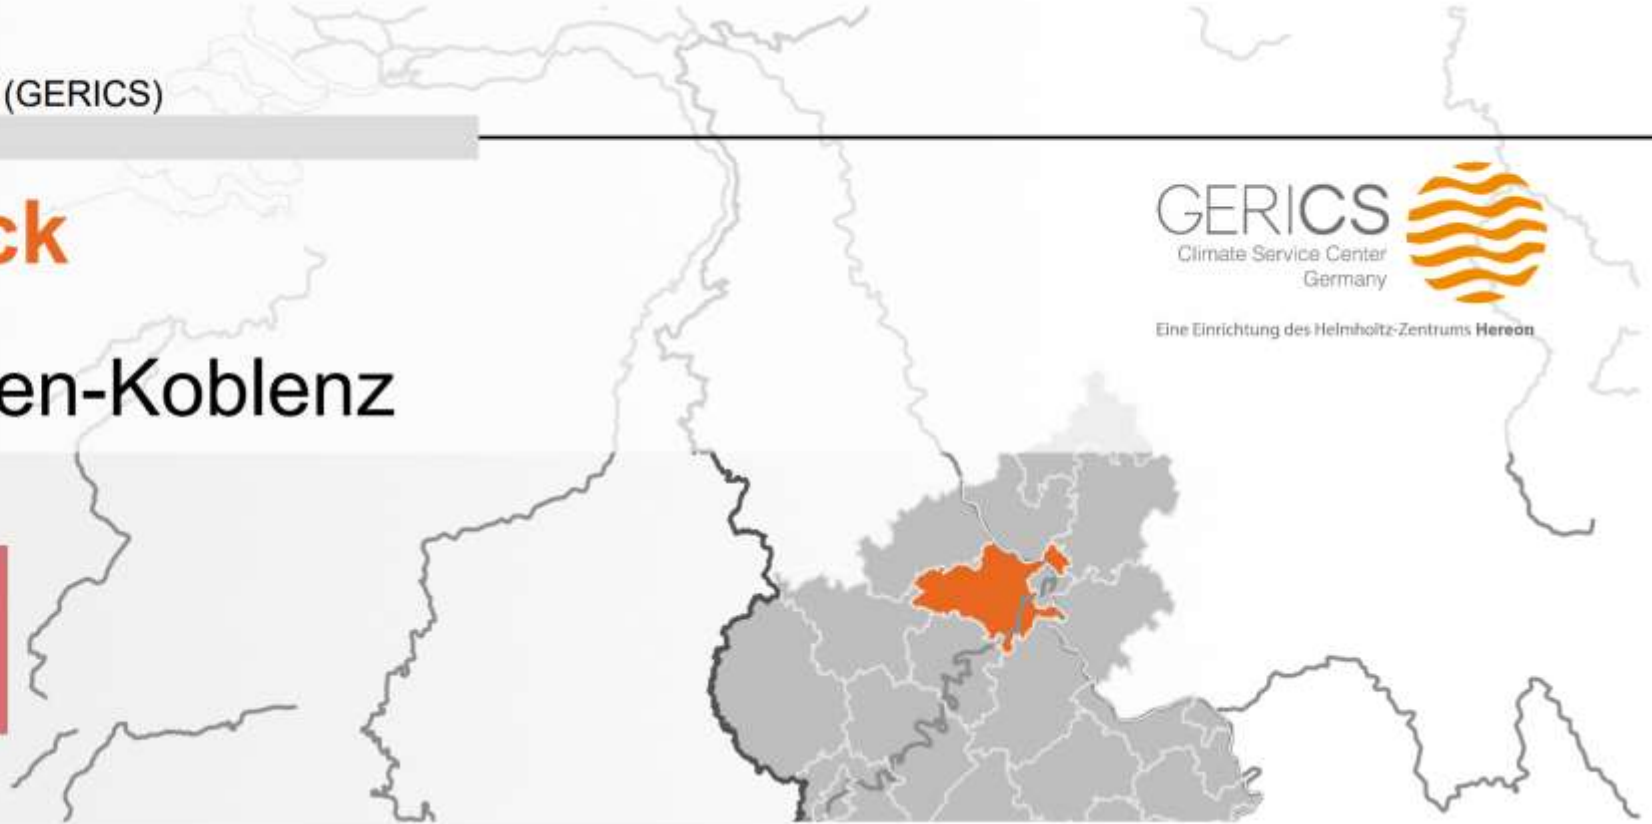 (GERICS)
ck
GERICS
Climate Service Center
Germany
Eine Einrichtung des Helmholtz-Zentrums Hereon
en-Koblenz